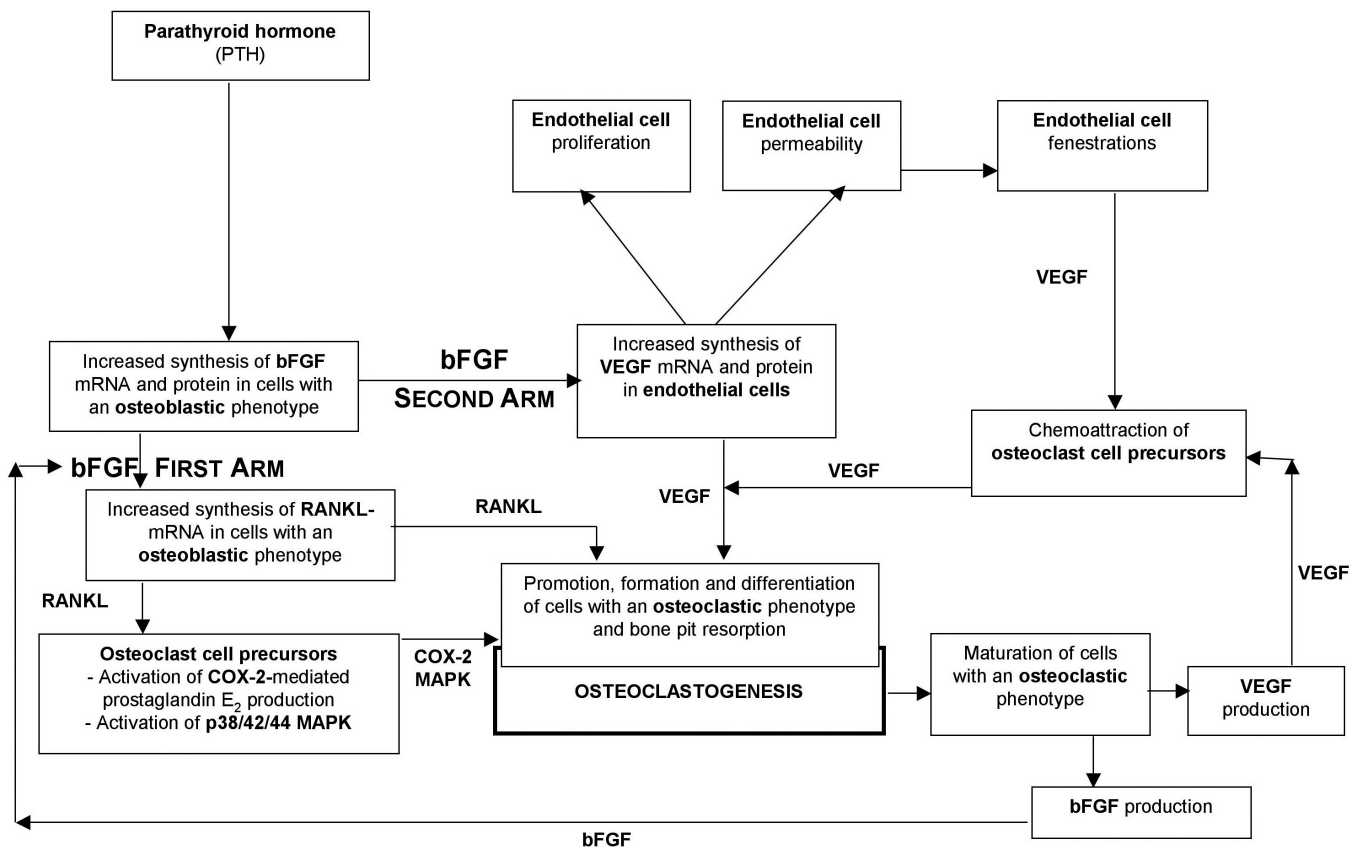 Parathyroid hormone
(PTH)
Endothelial cell
proliferation
Endothelial cell
permeability
Endothelial cell
fenestrations
VEGF
Increased synthesis of bFGF
mRNA and protein in cells with
an osteoblastic phenotype
bFGF
SECOND ARM
Increased synthesis of
VEGF mRNA and protein
in endothelial cells
Chemoattraction of
osteoclast cell precursors
bFGF FIRST ARM
VEGF
VEGF
Increased synthesis of RANKL-
mRNA in cells with an
osteoblastic phenotype
RANKL
VEGF
RANKL
Promotion, formation and differentiation
of cells with an osteoclastic phenotype
and bone pit resorption
Osteoclast cell precursors
- Activation of COX-2-mediated
prostaglandin E2 production
- Activation of p38/42/44 MAPK
COX-2
MAPK
OSTEOCLASTOGENESIS
Maturation of cells
with an osteoclastic
phenotype
VEGF
production
bFGF production
bFGF